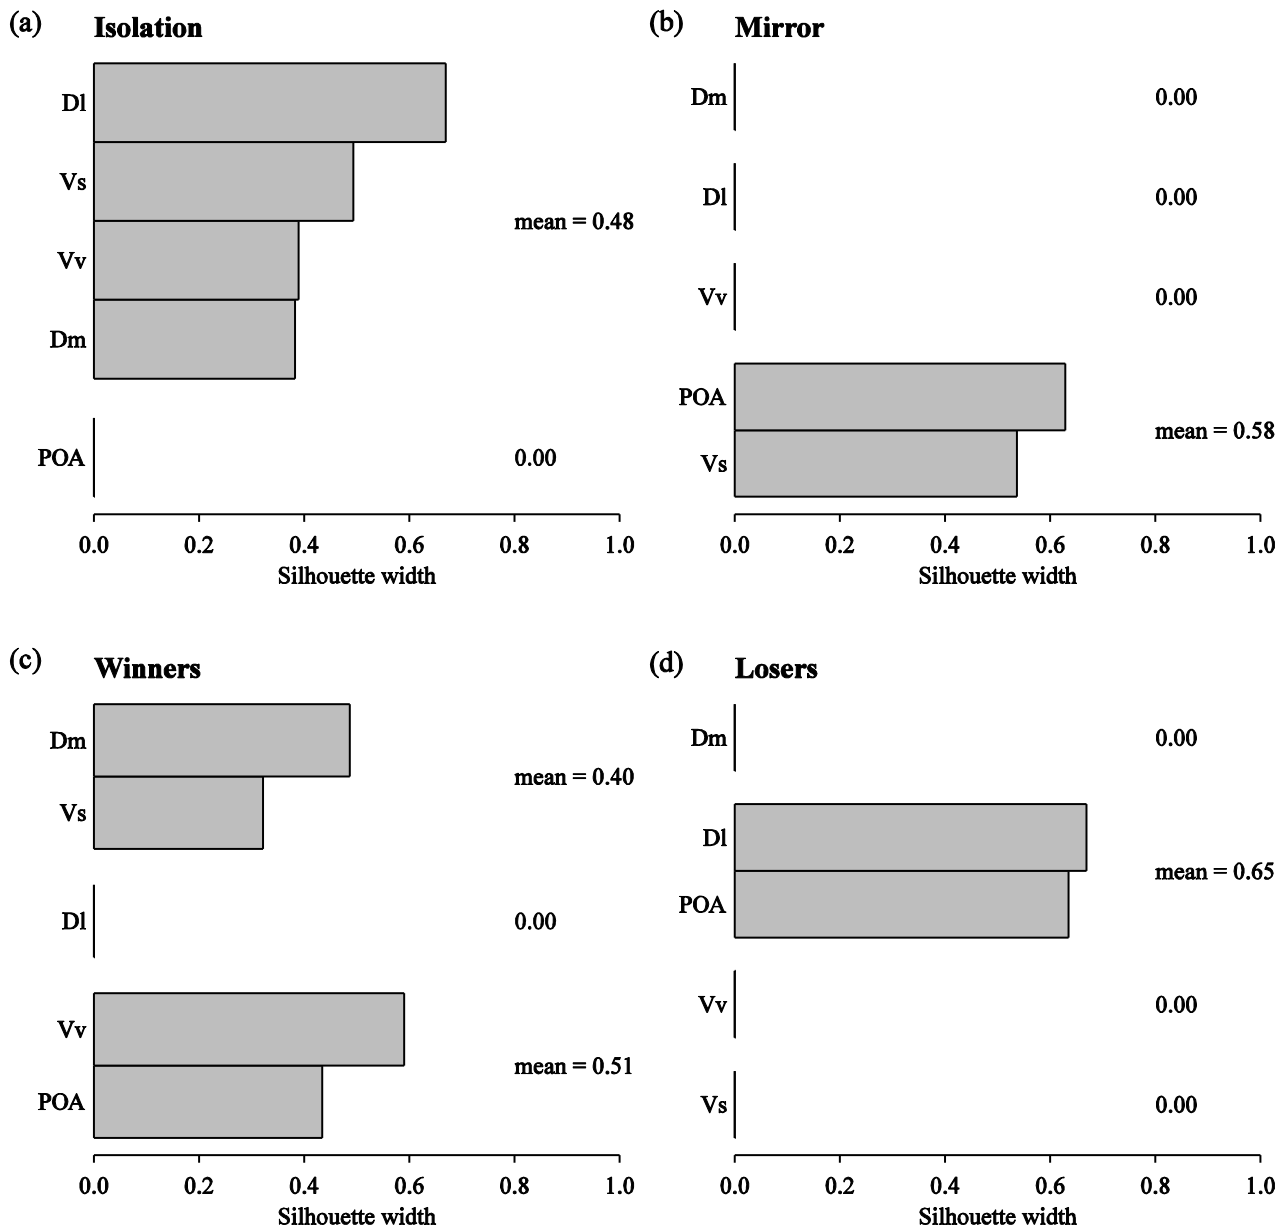 (a) Isolation
Dl
Vs
mean = 0.48
Vv
Dm
POA 0.00
0.0 0.2 0.4 0.6 0.8 1.0
Silhouette width
(b) Mirror
Dm 0.00
Dl 0.00
Vv 0.00
POA
mean = 0.58
Vs
0.0 0.2 0.4 0.6 0.8 1.0
Silhouette width
(c) Winners
Dm
mean = 0.40
Vs
Dl 0.00
Vv
mean = 0.51
POA
0.0 0.2 0.4 0.6 0.8 1.0
Silhouette width
(d) Losers
Dm 0.00
Dl
mean = 0.65
POA
Vv 0.00
Vs 0.00
0.0 0.2 0.4 0.6 0.8 1.0
Silhouette width